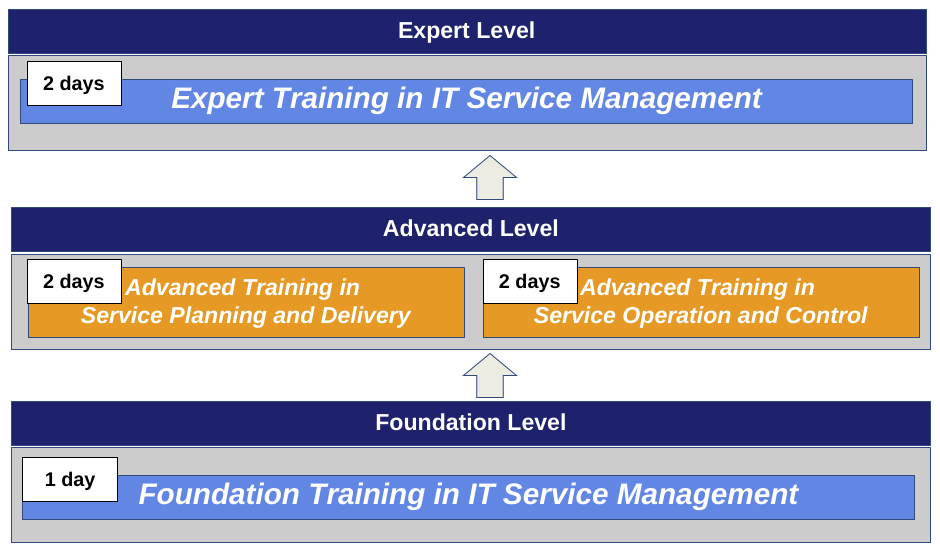 Expert Level
2 days
Expert Training in IT Service Management
Advanced Level
2 days
Advanced Training in
Service Planning and Delivery
2 days
Advanced Training in
Service Operation and Control
Foundation Level
1 day
Foundation Training in IT Service Management